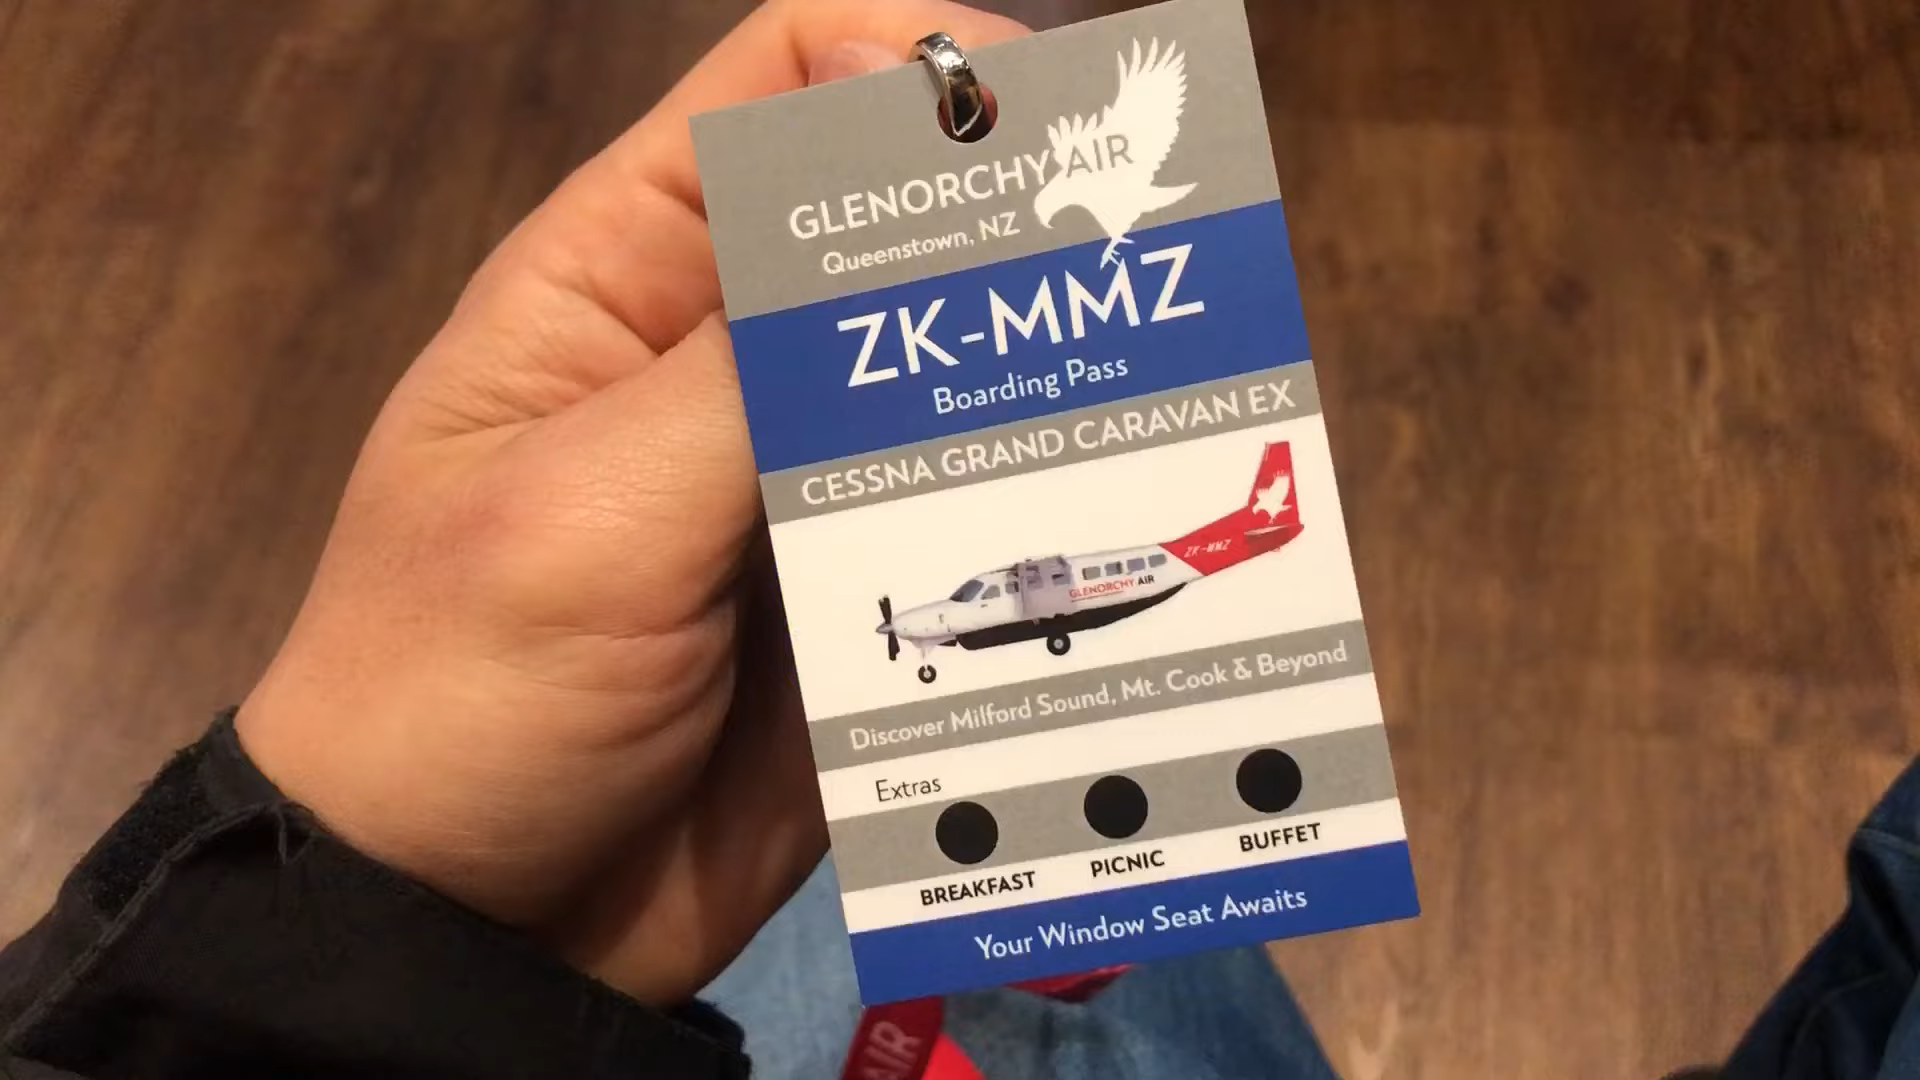 GLENORCHY AIR
Queenstown, NZ
ZK-MMZ
Boarding Pass
CESSNA GRAND CARAVAN EX
ZK-MMZ
GLENORCHY AIR
Discover Milford Sound, Mt. Cook & Beyond
Extras
BREAKFAST
PICNIC
BUFFET
Your Window Seat Awaits
AIR